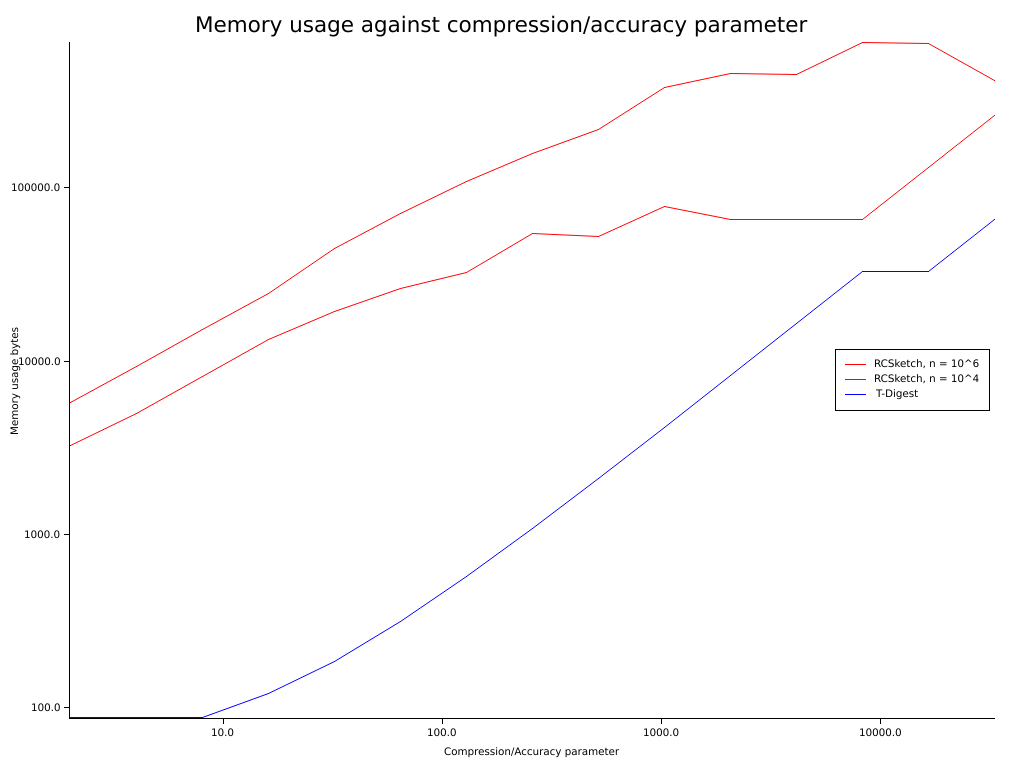 Memory usage against compression/accuracy parameter
Memory usage bytes
100000.0
10000.0
1000.0
100.0
RCSketch, n = 10^6
RCSketch, n = 10^4
T-Digest
10.0
100.0
1000.0
10000.0
Compression/Accuracy parameter